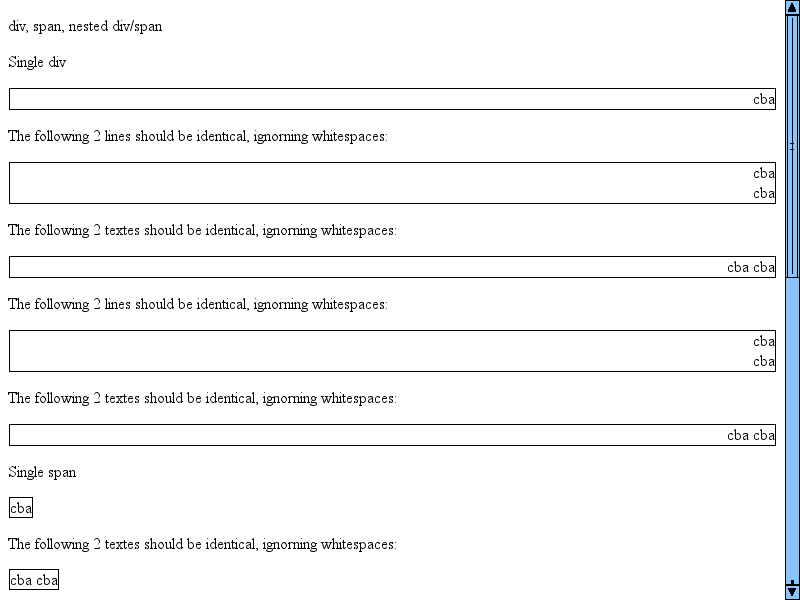 div, span, nested div/span
Single div
cba
The following 2 lines should be identical, ignorning whitespaces:
cba
cba
The following 2 textes should be identical, ignorning whitespaces:
cba cba
The following 2 lines should be identical, ignorning whitespaces:
cba
cba
The following 2 textes should be identical, ignorning whitespaces:
cba cba
Single span
cba
The following 2 textes should be identical, ignorning whitespaces:
cba cba